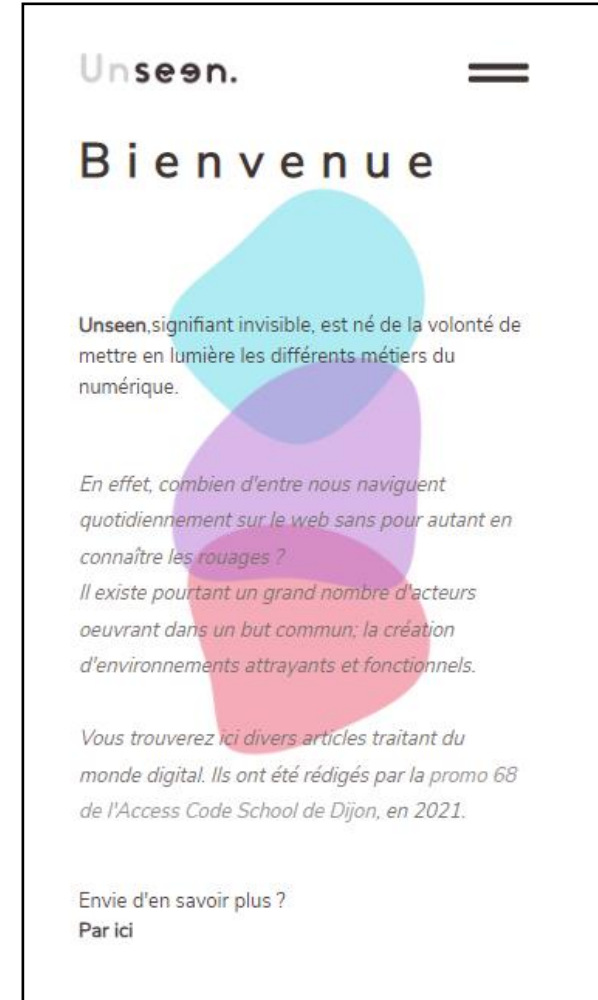 Unseen.
Bienvenue
Unseen,signifiant invisible, est né de la volonté de
mettre en lumière les différents métiers du
numérique.
En effet, combien d'entre nous naviguent
quotidiennement sur le web sans pour autant en
connaître les rouages ?
Il existe pourtant un grand nombre d'acteurs
oeuvrant dans un but commun; la création
d'environnements attrayants et fonctionnels.
Vous trouverez ici divers articles traitant du
monde digital. Ils ont été rédigés par la promo 68
de l'Access Code School de Dijon, en 2021.
Envie d'en savoir plus ?
Par ici